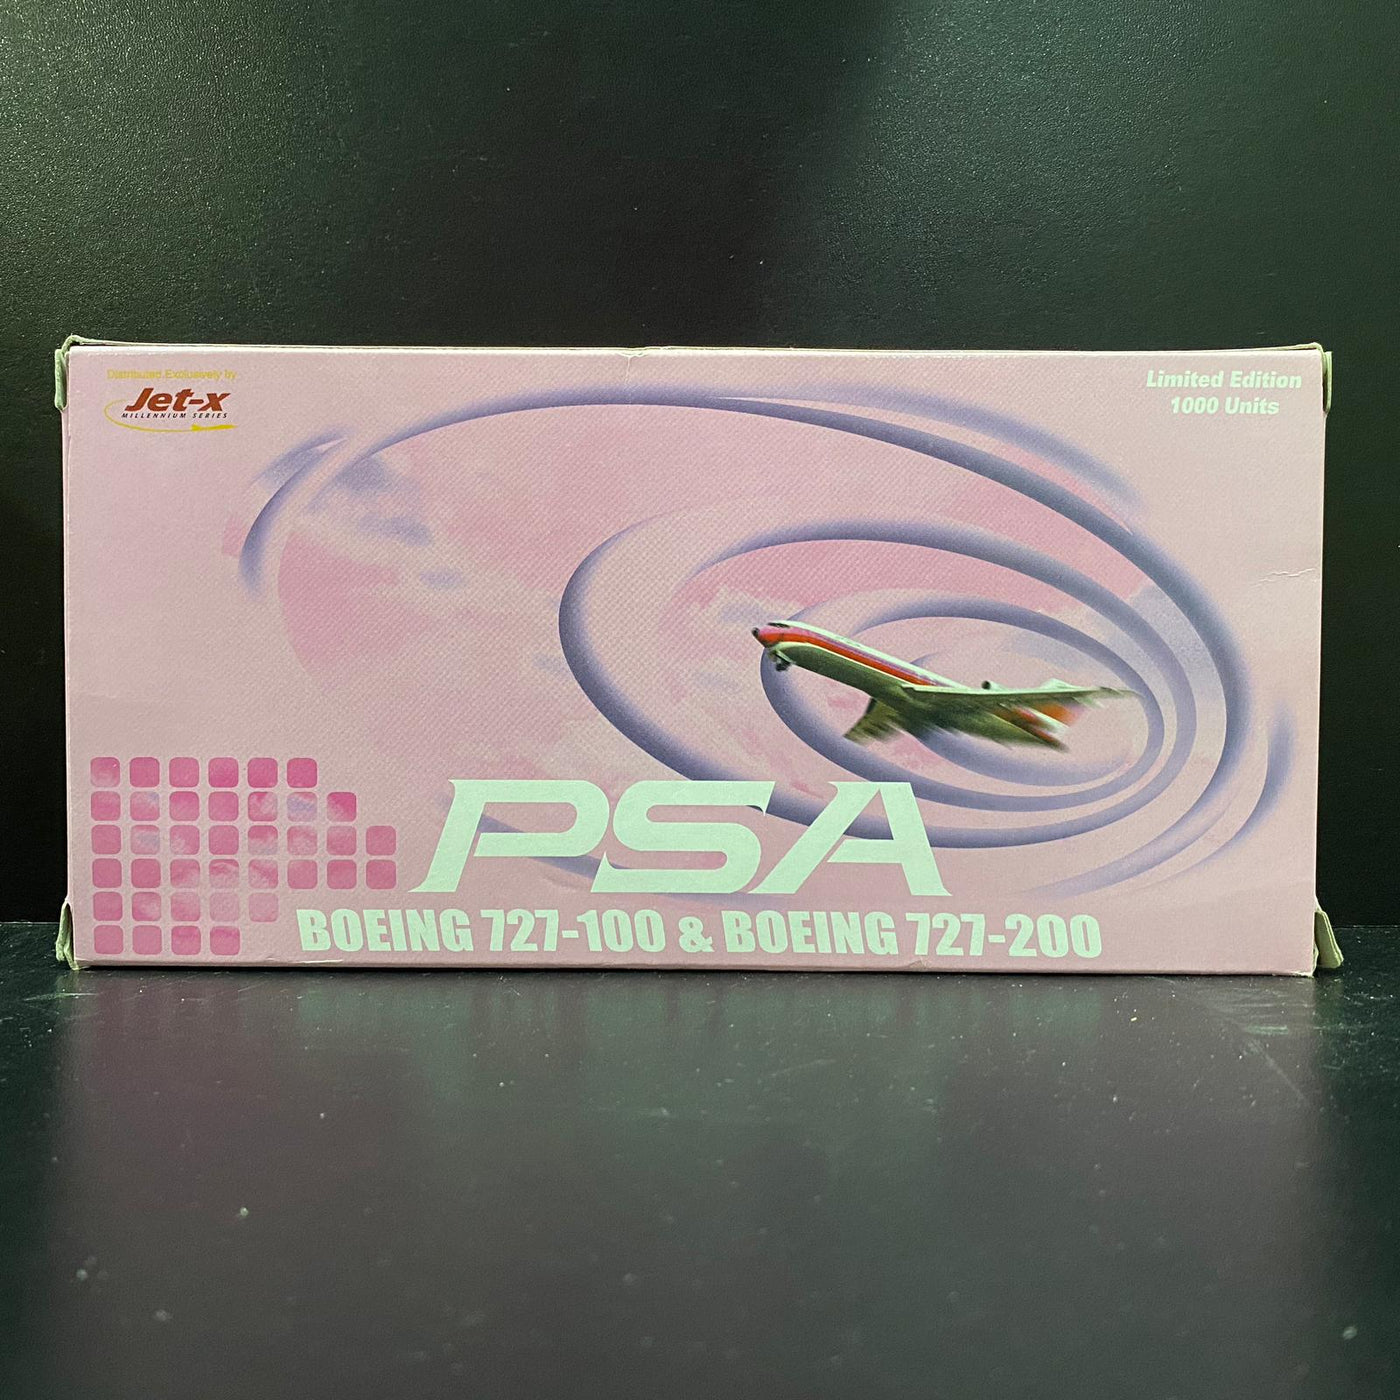 Distributed Exclusively by
Jet-x
MILLENNIUM SERIES
Limited Edition
1000 Units
PSA
BOEING 727-100 & BOEING 727-200